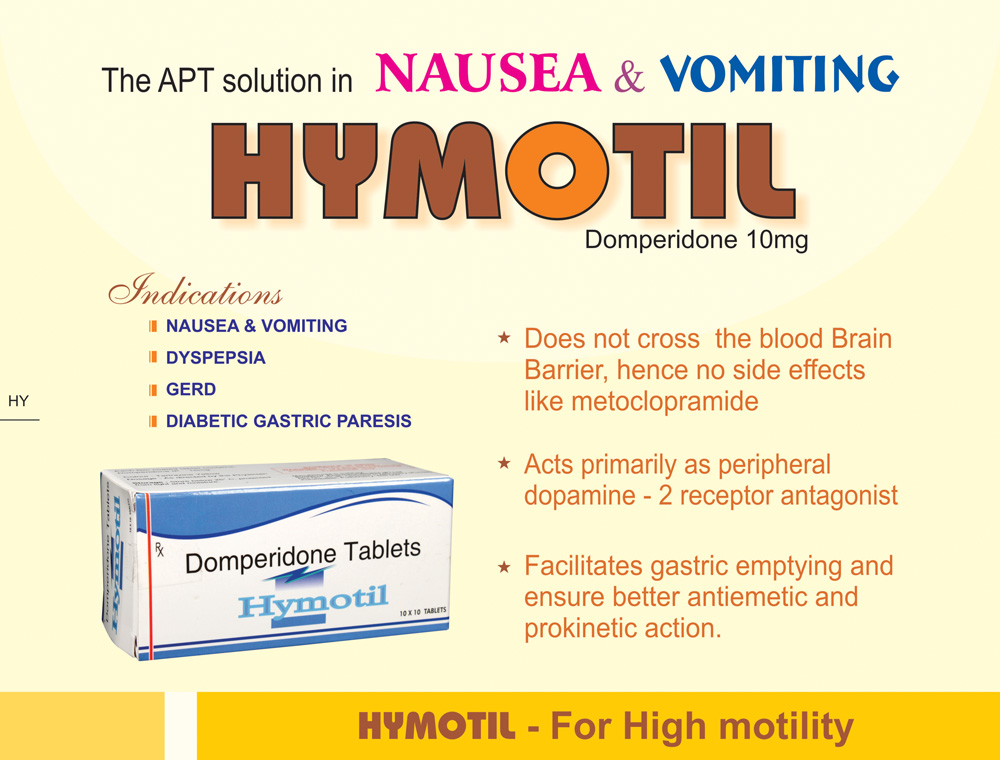 The APT solution in NAUSEA & VOMITING
HYMOTIL
Domperidone 10mg
Indications
NAUSEA & VOMITING
DYSPEPSIA
GERD
DIABETIC GASTRIC PARESIS
HY
Does not cross the blood Brain
Barrier, hence no side effects
like metoclopramide
Acts primarily as peripheral
dopamine - 2 receptor antagonist
Facilitates gastric emptying and
ensure better antiemetic and
prokinetic action.
Rx
Domperidone Tablets
Hymotil
10 X 10 TABLETS
Domperidone Tablets
Hymotil
HYMOTIL - For High motility